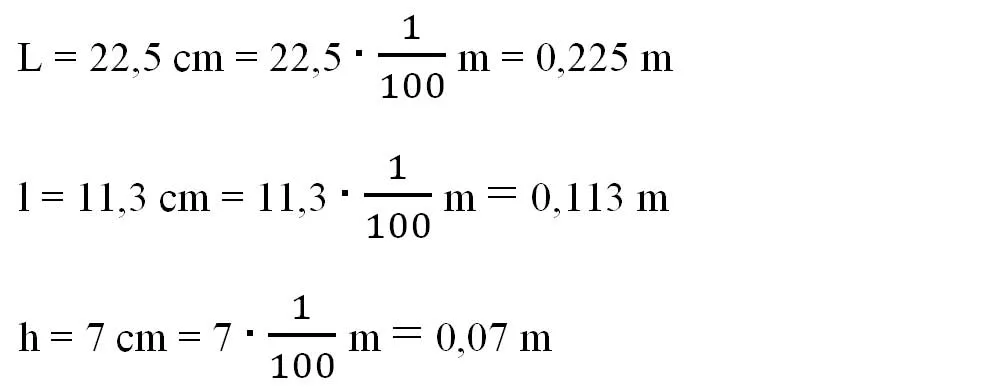 L = 22,5 cm = 22,5 · 1/100 m = 0,225 m
l = 11,3 cm = 11,3 · 1/100 m = 0,113 m
h = 7 cm = 7 · 1/100 m = 0,07 m